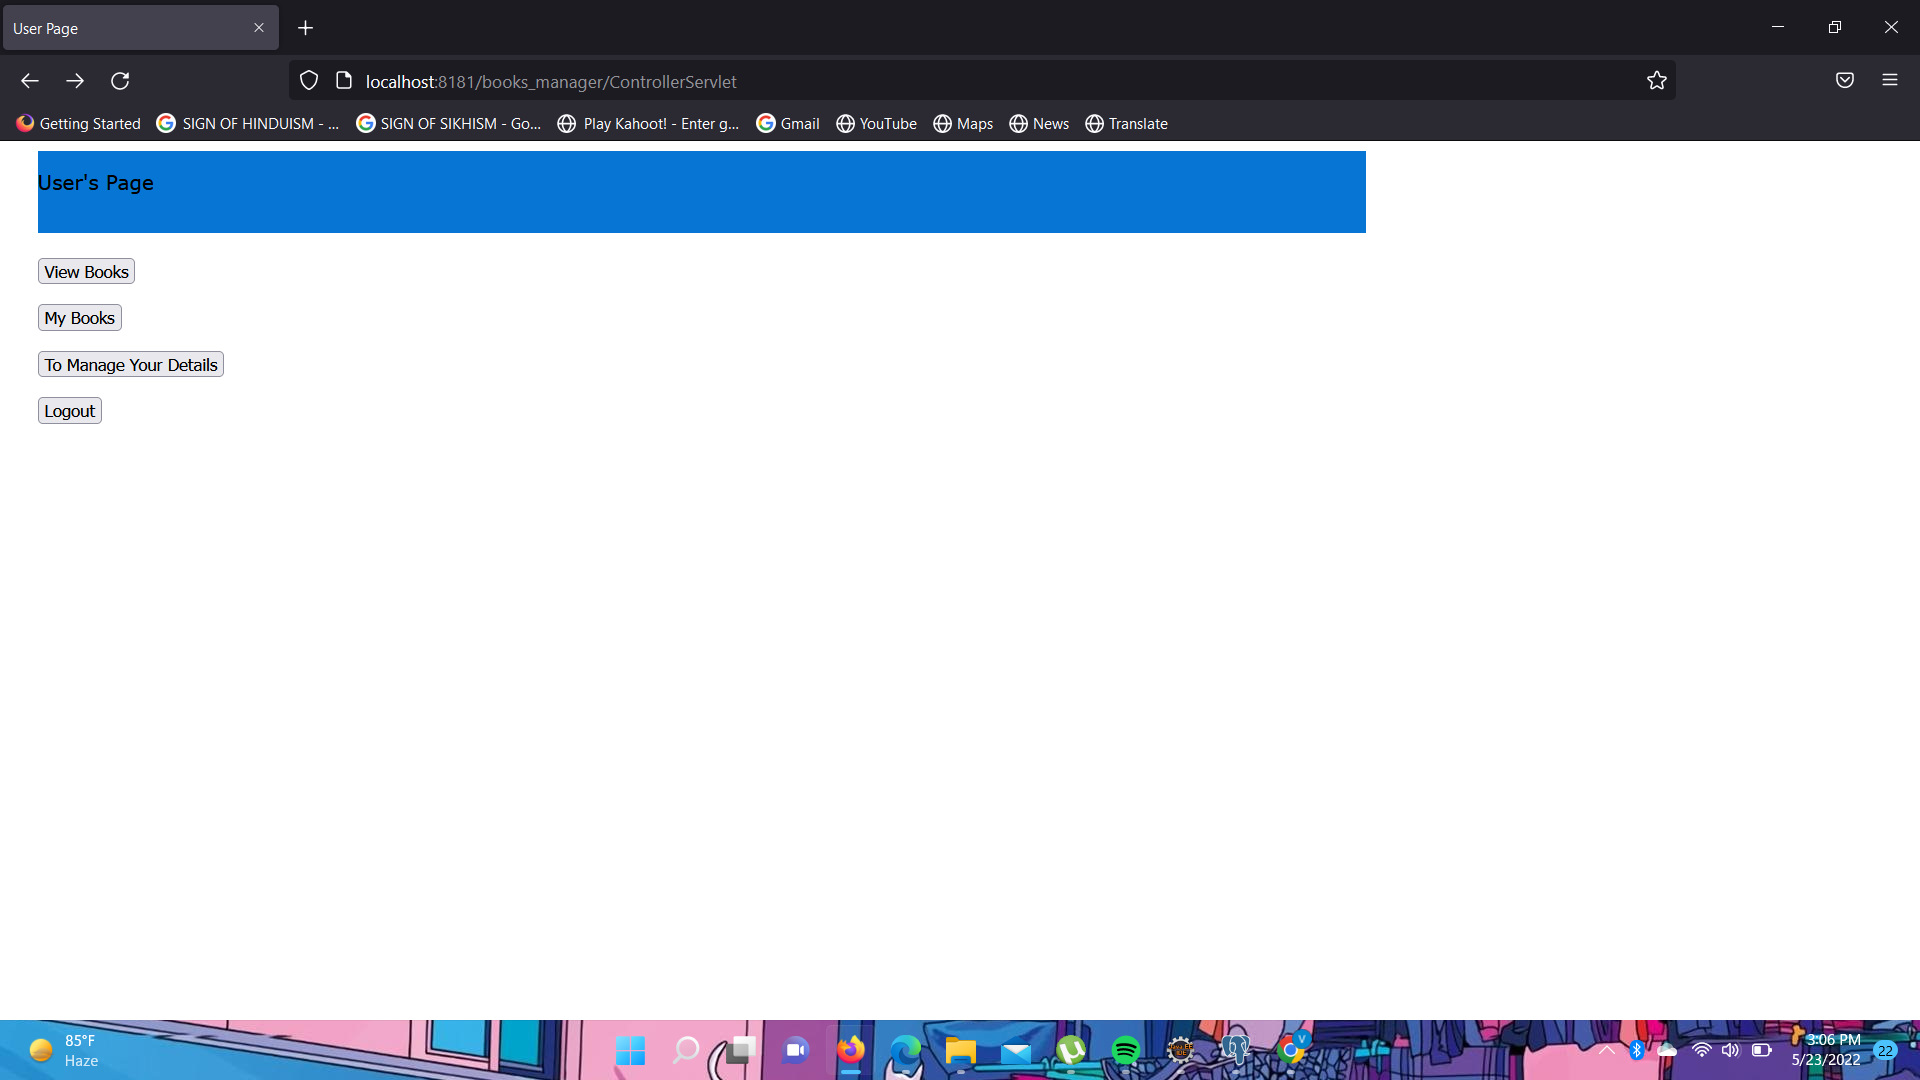 User Page
localhost:8181/books_manager/ControllerServlet
Getting Started SIGN OF HINDUISM - ... SIGN OF SIKHISM - Go... Play Kahoot! - Enter g... Gmail YouTube Maps News Translate
User's Page
View Books
My Books
To Manage Your Details
Logout
85°F
Haze
V
3:06 PM
5/23/2022
22